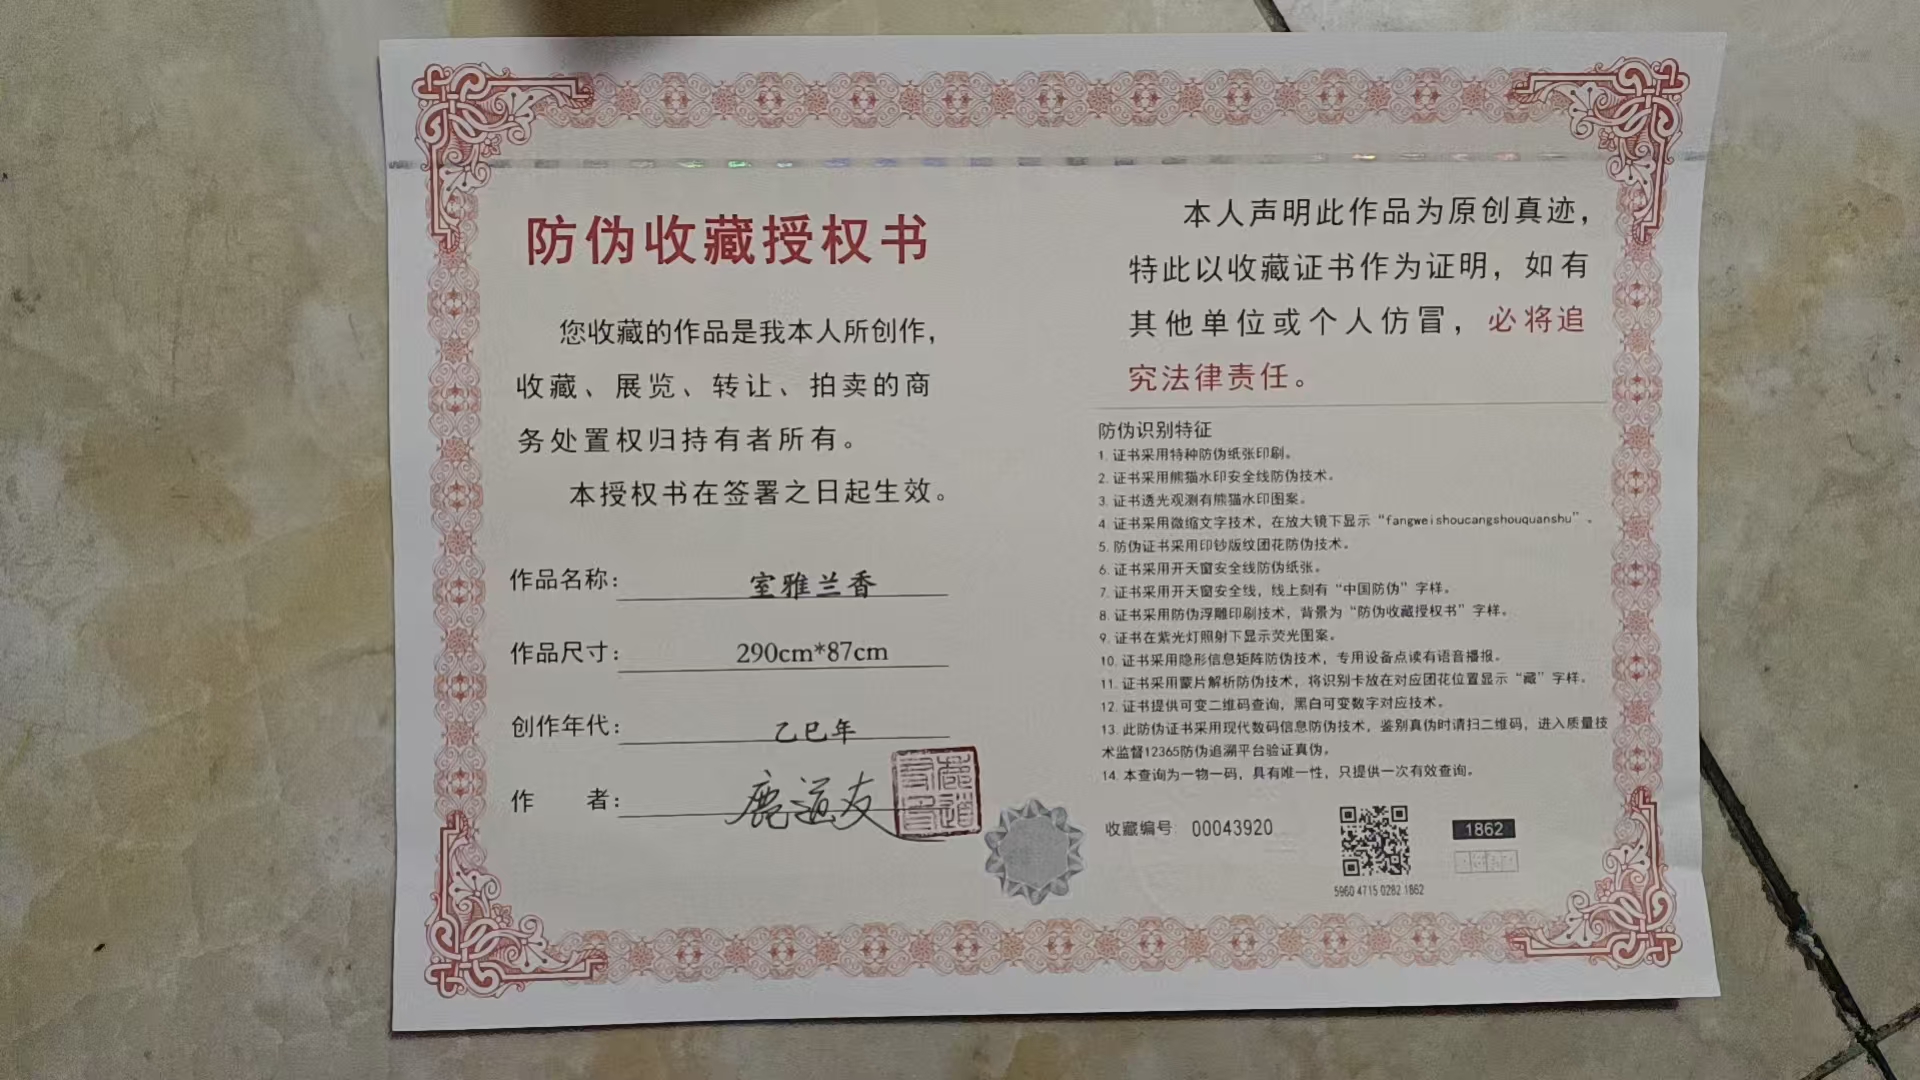 防伪收藏授权书
您收藏的作品是我本人所创作，
收藏、展览、转让、拍卖的商
务处置权归持有者所有。
本授权书在签署之日起生效。
作品名称：室雅兰香
作品尺寸：290cm*87cm
创作年代：乙巳年
作 者：鹿道友
本人声明此作品为原创真迹，
特此以收藏证书作为证明，如有
其他单位或个人仿冒，必将追
究法律责任。
防伪识别特征
1. 证书采用特种防伪纸张印刷。
2. 证书采用熊猫水印安全线防伪技术。
3. 证书透光观测有熊猫水印图案。
4. 证书采用微缩文字技术，在放大镜下显示“fangweishoucangshouquanshu”。
5. 防伪证书采用印钞版纹团花防伪技术。
6. 证书采用开天窗安全线防伪纸张。
7. 证书采用开天窗安全线，线上刻有“中国防伪”字样。
8. 证书采用防伪浮雕印刷技术，背景为“防伪收藏授权书”字样。
9. 证书在紫光灯照射下显示荧光图案。
10. 证书采用隐形信息矩阵防伪技术，专用设备点读有语音播报。
11. 证书采用蒙片解析防伪技术，将识别卡放在对应团花位置显示“藏”字样。
12. 证书提供可变二维码查询，黑白可变数字对应技术。
13. 此防伪证书采用现代数码信息防伪技术，鉴别真伪时请扫二维码，进入质量技
术监督12365防伪追溯平台验证真伪。
14. 本查询为一物一码，具有唯一性，只提供一次有效查询。
收藏编号 00043920
1862
5960 4715 0282 1862